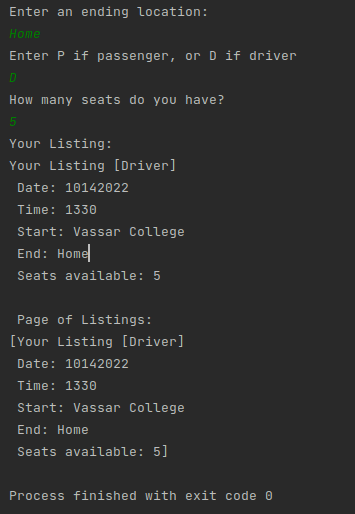 Enter an ending location:
Home
Enter P if passenger, or D if driver
D
How many seats do you have?
5
Your Listing:
Your Listing [Driver]
Date: 10142022
Time: 1330
Start: Vassar College
End: Home
Seats available: 5
Page of Listings:
[Your Listing [Driver]
Date: 10142022
Time: 1330
Start: Vassar College
End: Home
Seats available: 5]
Process finished with exit code 0